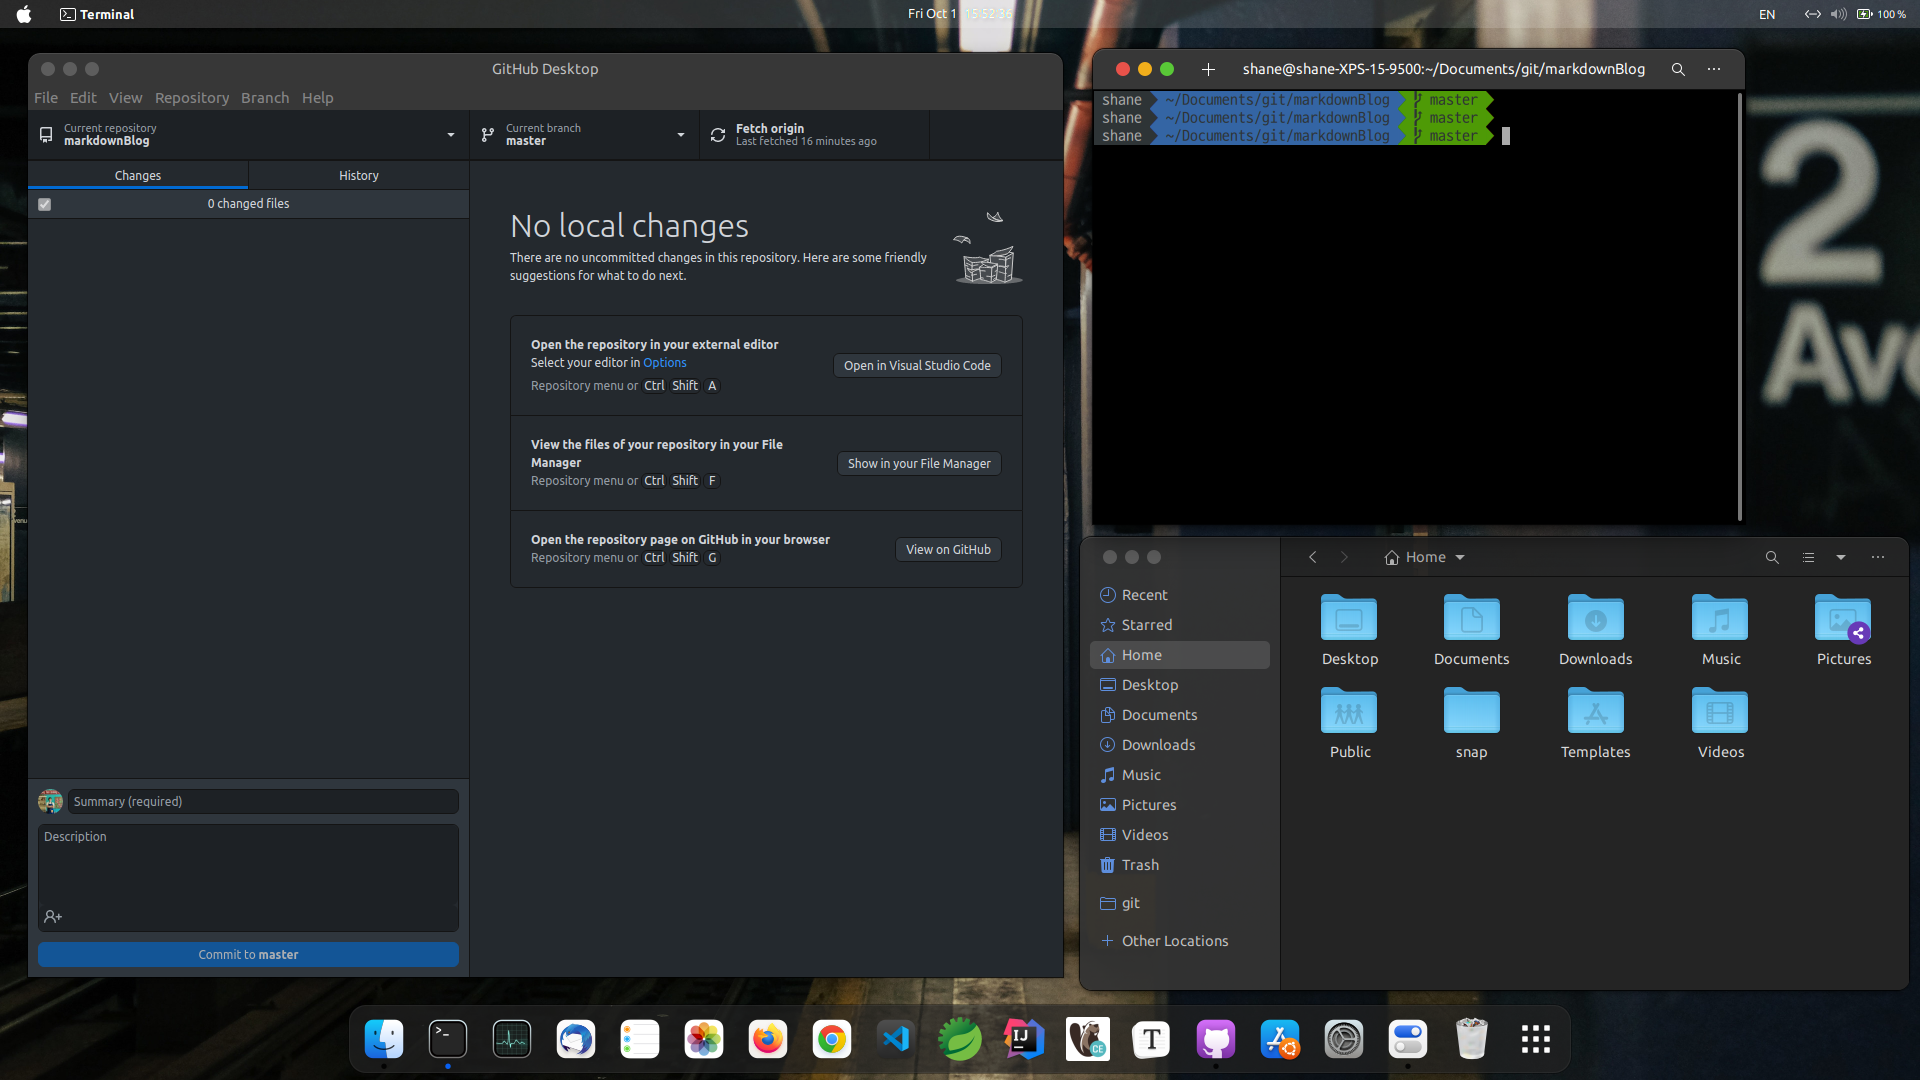 Terminal
Fri Oct 1 15:52:36
EN
100 %
GitHub Desktop
File Edit View Repository Branch Help
Current repository
markdownBlog
Current branch
master
Fetch origin
Last fetched 16 minutes ago
Changes
History
0 changed files
No local changes
There are no uncommitted changes in this repository. Here are some friendly
suggestions for what to do next.
Open the repository in your external editor
Select your editor in Options
Repository menu or Ctrl Shift A
Open in Visual Studio Code
View the files of your repository in your File
Manager
Repository menu or Ctrl Shift F
Show in your File Manager
Open the repository page on GitHub in your browser
Repository menu or Ctrl Shift G
View on GitHub
Summary (required)
Description
Commit to master
shane@shane-XPS-15-9500:~/Documents/git/markdownBlog
shane ~/Documents/git/markdownBlog master
shane ~/Documents/git/markdownBlog master
shane ~/Documents/git/markdownBlog master
2
Ave
Home
Recent
Starred
Home
Desktop
Documents
Downloads
Music
Pictures
Videos
Trash
git
Other Locations
Desktop
Documents
Downloads
Music
Pictures
Public
snap
Templates
Videos
>_
IJ
CE
T